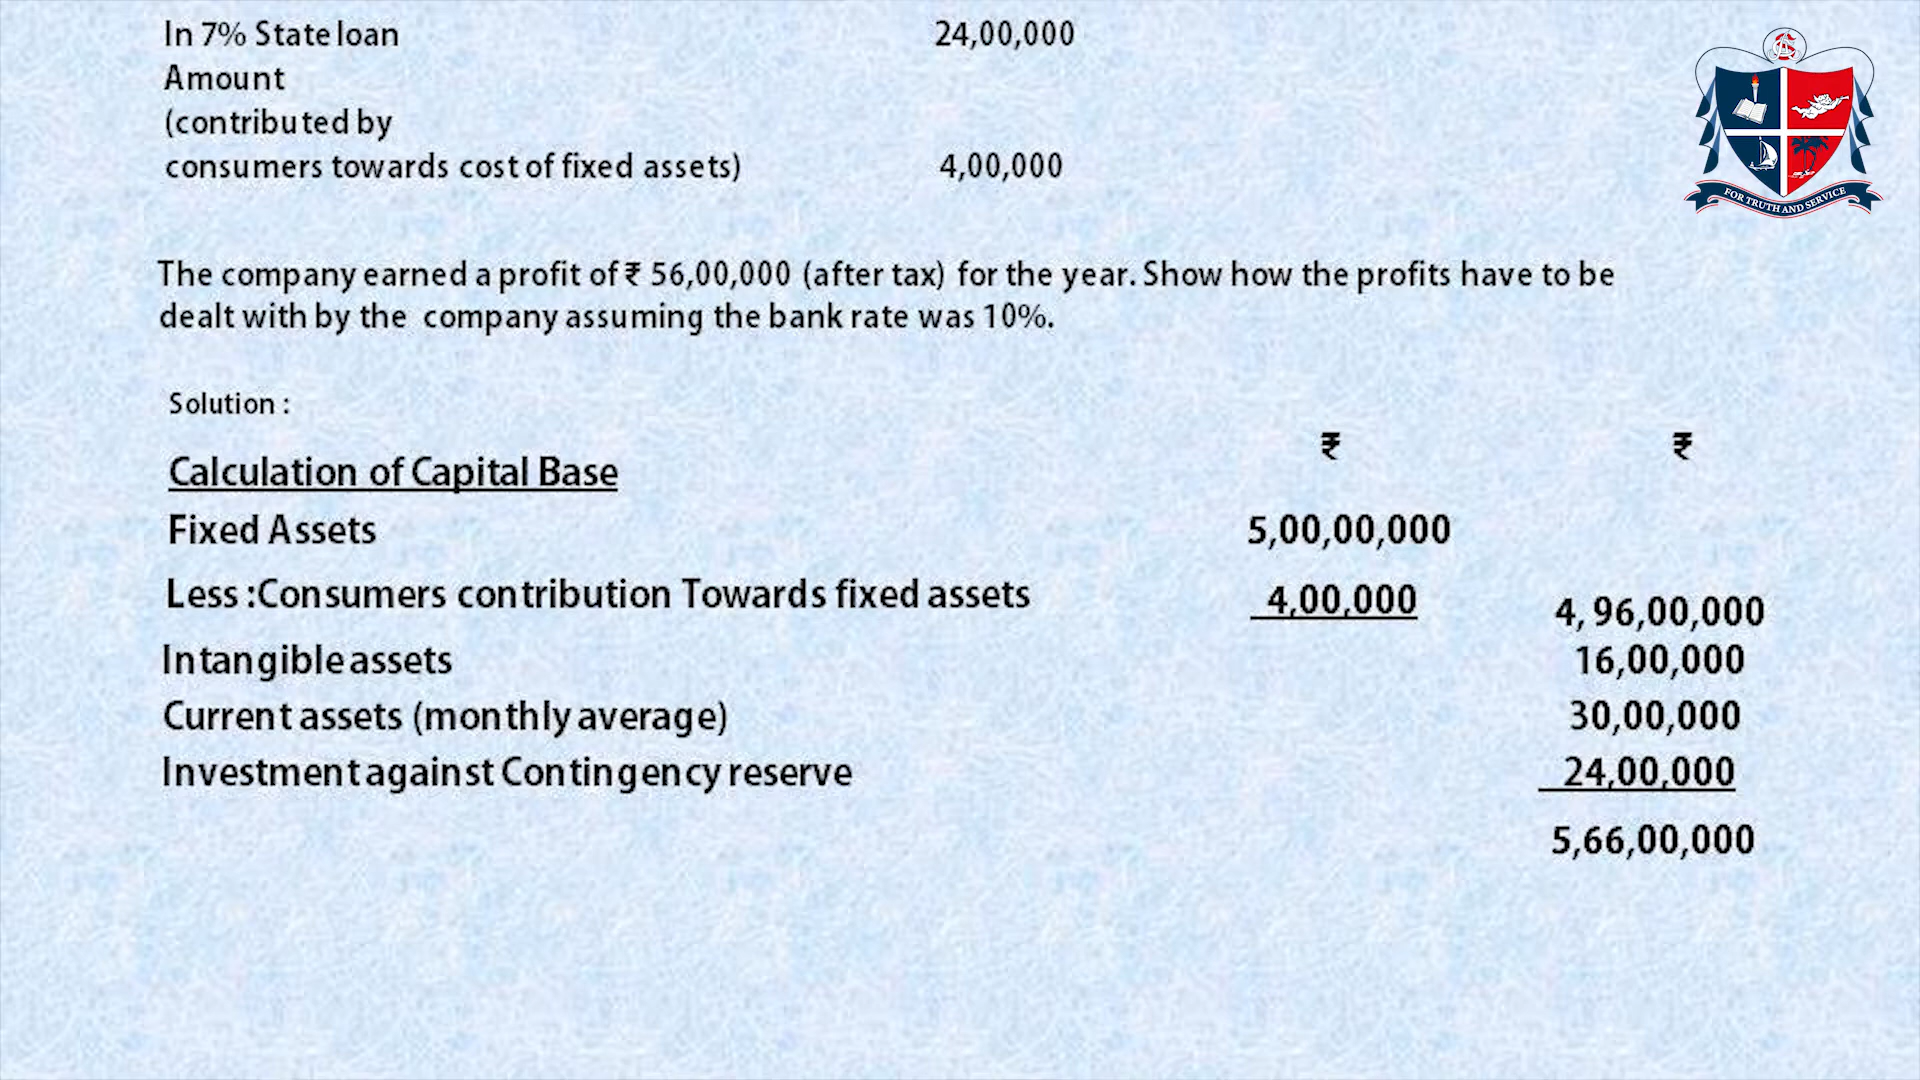 In 7% State loan 24,00,000
Amount
(contributed by
consumers towards cost of fixed assets) 4,00,000
FOR TRUTH AND SERVICE
The company earned a profit of ₹ 56,00,000 (after tax) for the year. Show how the profits have to be
dealt with by the company assuming the bank rate was 10%.
Solution :
₹ ₹
Calculation of Capital Base
Fixed Assets 5,00,00,000
Less :Consumers contribution Towards fixed assets 4,00,000 4, 96,00,000
Intangible assets 16,00,000
Current assets (monthly average) 30,00,000
Investment against Contingency reserve 24,00,000
5,66,00,000